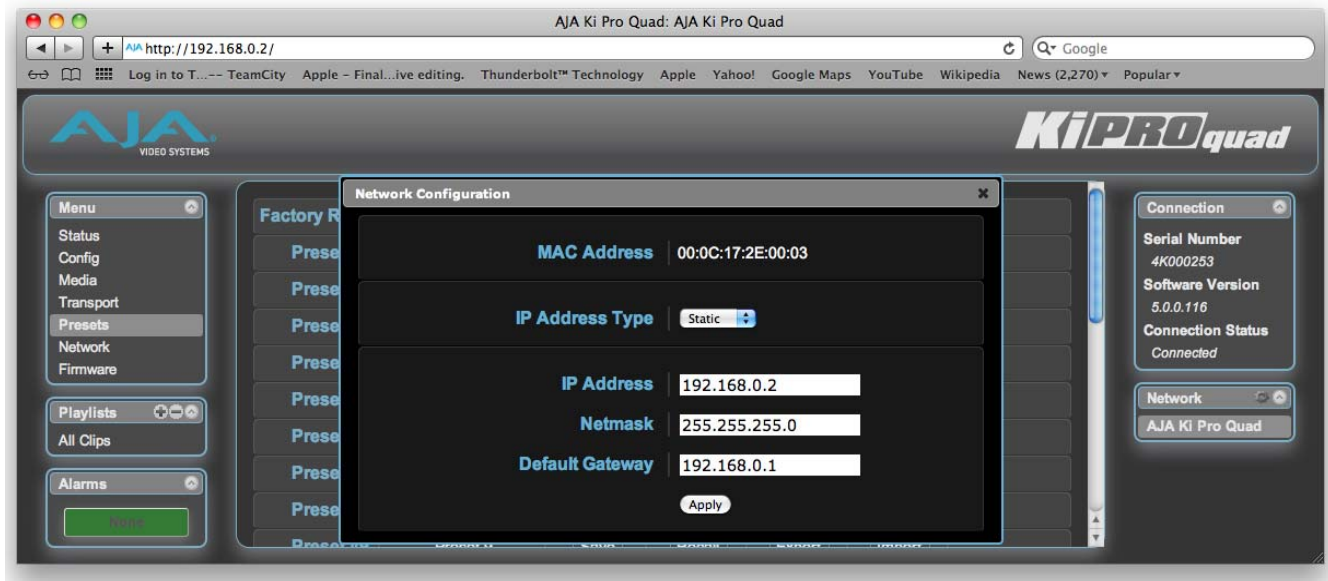 AJA Ki Pro Quad: AJA Ki Pro Quad
AJA http://192.168.0.2/
Google
Log in to T...-- TeamCity Apple – Final...ive editing. Thunderbolt™ Technology Apple Yahoo! Google Maps YouTube Wikipedia News (2,270) Popular
AJA
VIDEO SYSTEMS
KiPRO quad
Menu
Status
Config
Media
Transport
Presets
Network
Firmware
Playlists
All Clips
Alarms
None
Factory R
Prese
Prese
Prese
Prese
Prese
Prese
Prese
Prese
Network Configuration
MAC Address 00:0C:17:2E:00:03
IP Address Type Static
IP Address 192.168.0.2
Netmask 255.255.255.0
Default Gateway 192.168.0.1
Apply
Connection
Serial Number
4K000253
Software Version
5.0.0.116
Connection Status
Connected
Network
AJA Ki Pro Quad